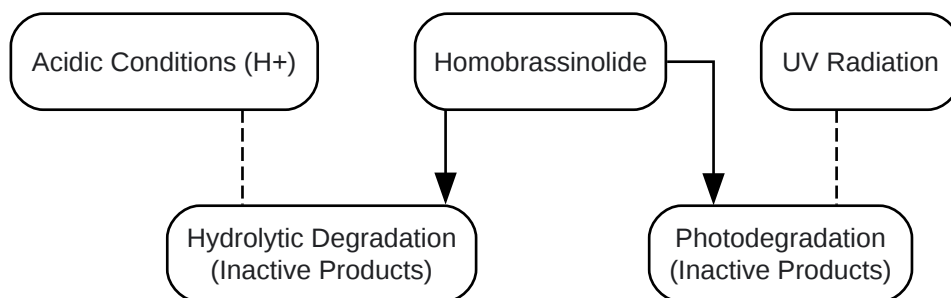 Acidic Conditions (H+)
Homobrassinolide
UV Radiation
Hydrolytic Degradation
(Inactive Products)
Photodegradation
(Inactive Products)